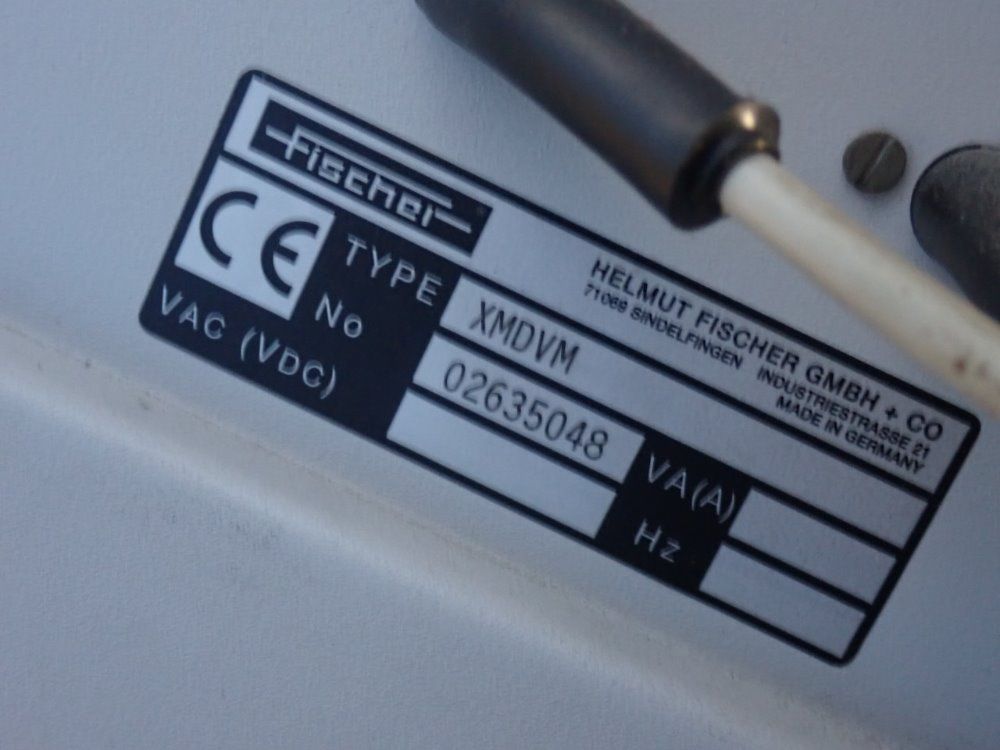 Fischer
HELMUT FISCHER GMBH + CO
71069 SINDELFINGEN INDUSTRIESTRASSE 21
MADE IN GERMANY
CE
TYPE XMDVM
No 02635048
VAC (VDC) VA(A)
Hz